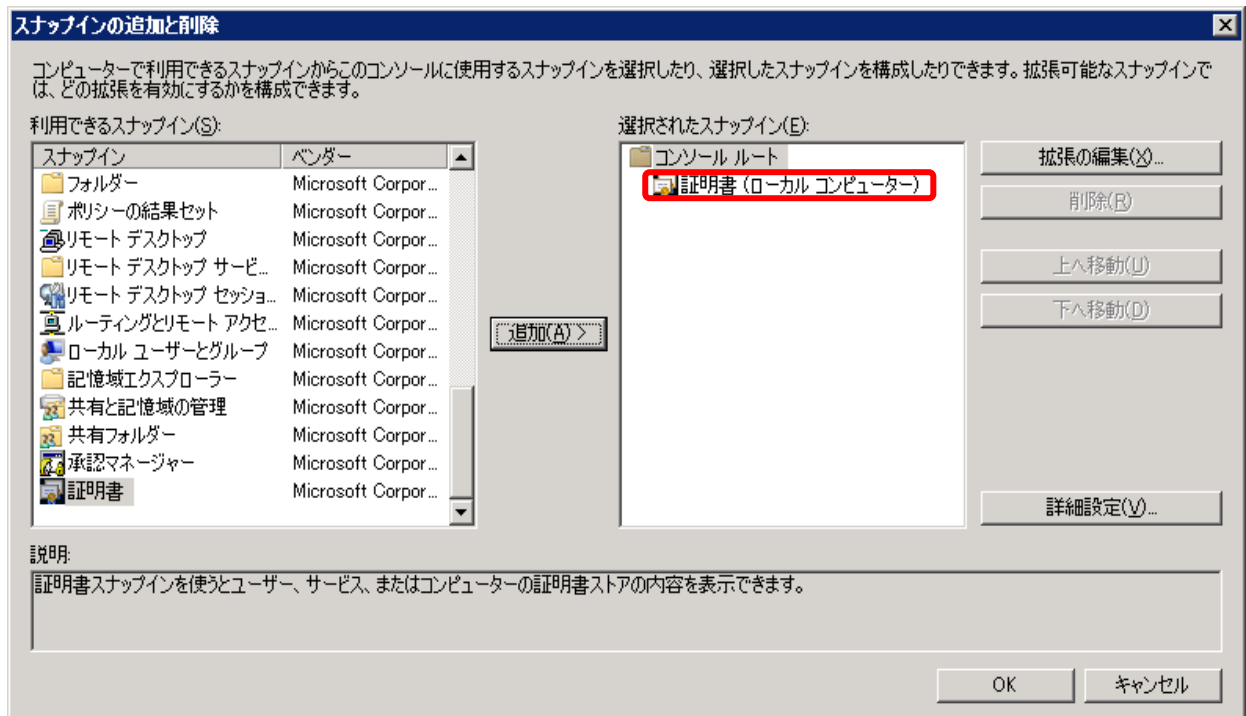 スナップインの追加と削除
コンピューターで利用できるスナップインからこのコンソールに使用するスナップインを選択したり、選択したスナップインを構成したりできます。拡張可能なスナップインで
は、どの拡張を有効にするかを構成できます。
利用できるスナップイン(S):
スナップイン ベンダー
フォルダー Microsoft Corpor...
ポリシーの結果セット Microsoft Corpor...
リモート デスクトップ Microsoft Corpor...
リモート デスクトップ サービ... Microsoft Corpor...
リモート デスクトップ セッショ... Microsoft Corpor...
ルーティングとリモート アクセ... Microsoft Corpor...
ローカル ユーザーとグループ Microsoft Corpor...
記憶域エクスプローラー Microsoft Corpor...
共有と記憶域の管理 Microsoft Corpor...
共有フォルダー Microsoft Corpor...
承認マネージャー Microsoft Corpor...
証明書 Microsoft Corpor...
追加(A) >
選択されたスナップイン(E):
コンソール ルート
証明書 (ローカル コンピューター)
拡張の編集(X)...
削除(R)
上へ移動(U)
下へ移動(D)
詳細設定(V)...
説明:
証明書スナップインを使うとユーザー、サービス、またはコンピューターの証明書ストアの内容を表示できます。
OK
キャンセル